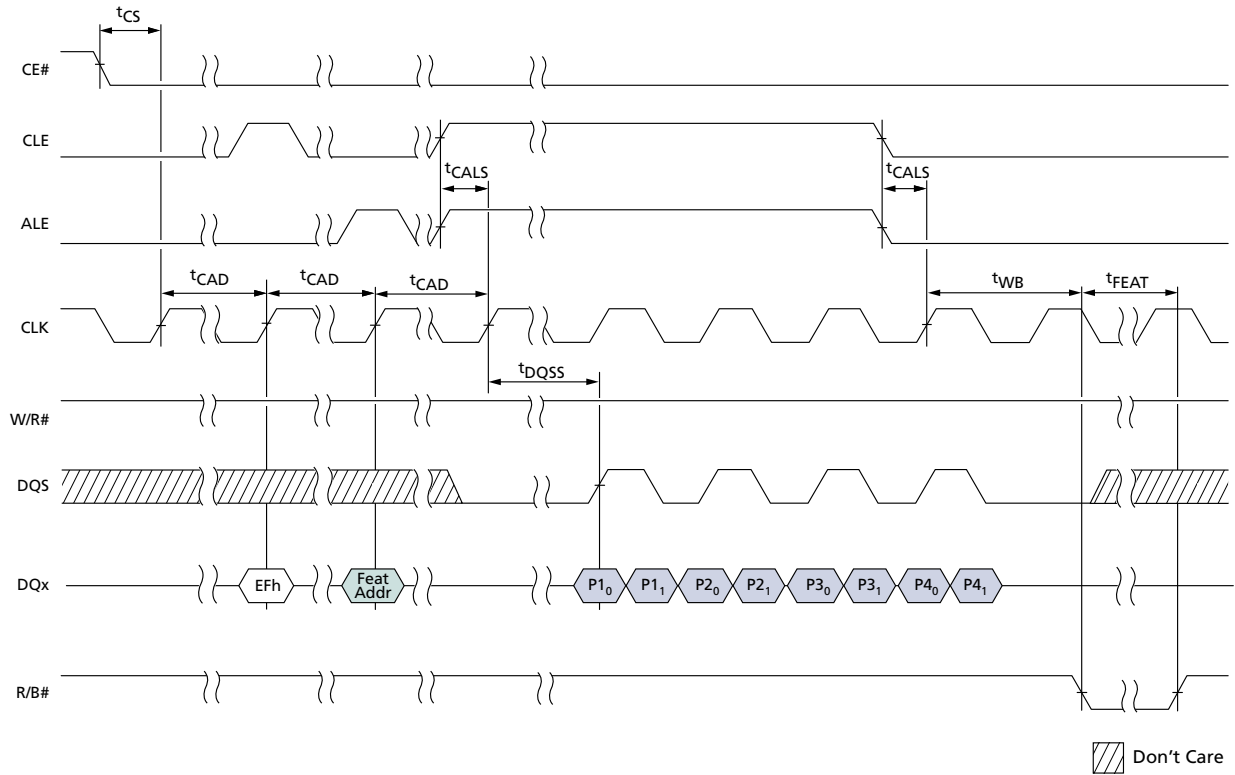 tCS
CE#
CLE
tCALS
tCALS
ALE
tCAD
tCAD
tCAD
tWB
tFEAT
CLK
tDQSS
W/R#
DQS
DQx
EFh
Feat
Addr
P1₀
P1₁
P2₀
P2₁
P3₀
P3₁
P4₀
P4₁
R/B#
Don't Care